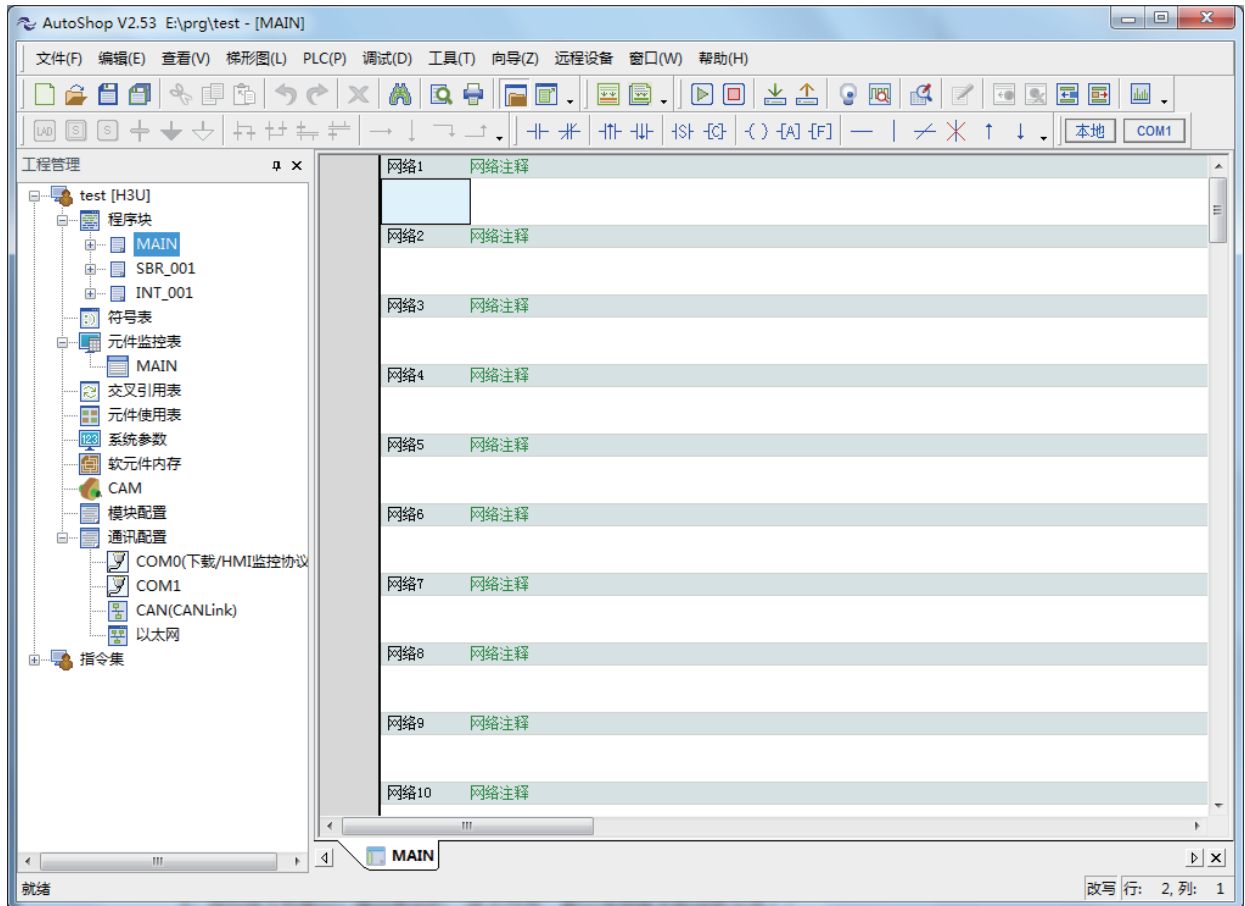 AutoShop V2.53 E:\prg\test - [MAIN]
文件(F) 编辑(E) 查看(V) 梯形图(L) PLC(P) 调试(D) 工具(T) 向导(Z) 远程设备 窗口(W) 帮助(H)
LAD S S S C ( ) A F 本地 COM1
工程管理
test [H3U]
程序块
MAIN
SBR_001
INT_001
符号表
元件监控表
MAIN
交叉引用表
元件使用表
123 系统参数
软元件内存
CAM
模块配置
通讯配置
COM0(下载/HMI监控协议
COM1
CAN(CANLink)
以太网
指令集
网络1 网络注释
网络2 网络注释
网络3 网络注释
网络4 网络注释
网络5 网络注释
网络6 网络注释
网络7 网络注释
网络8 网络注释
网络9 网络注释
网络10 网络注释
MAIN
就绪
改写 行: 2, 列: 1